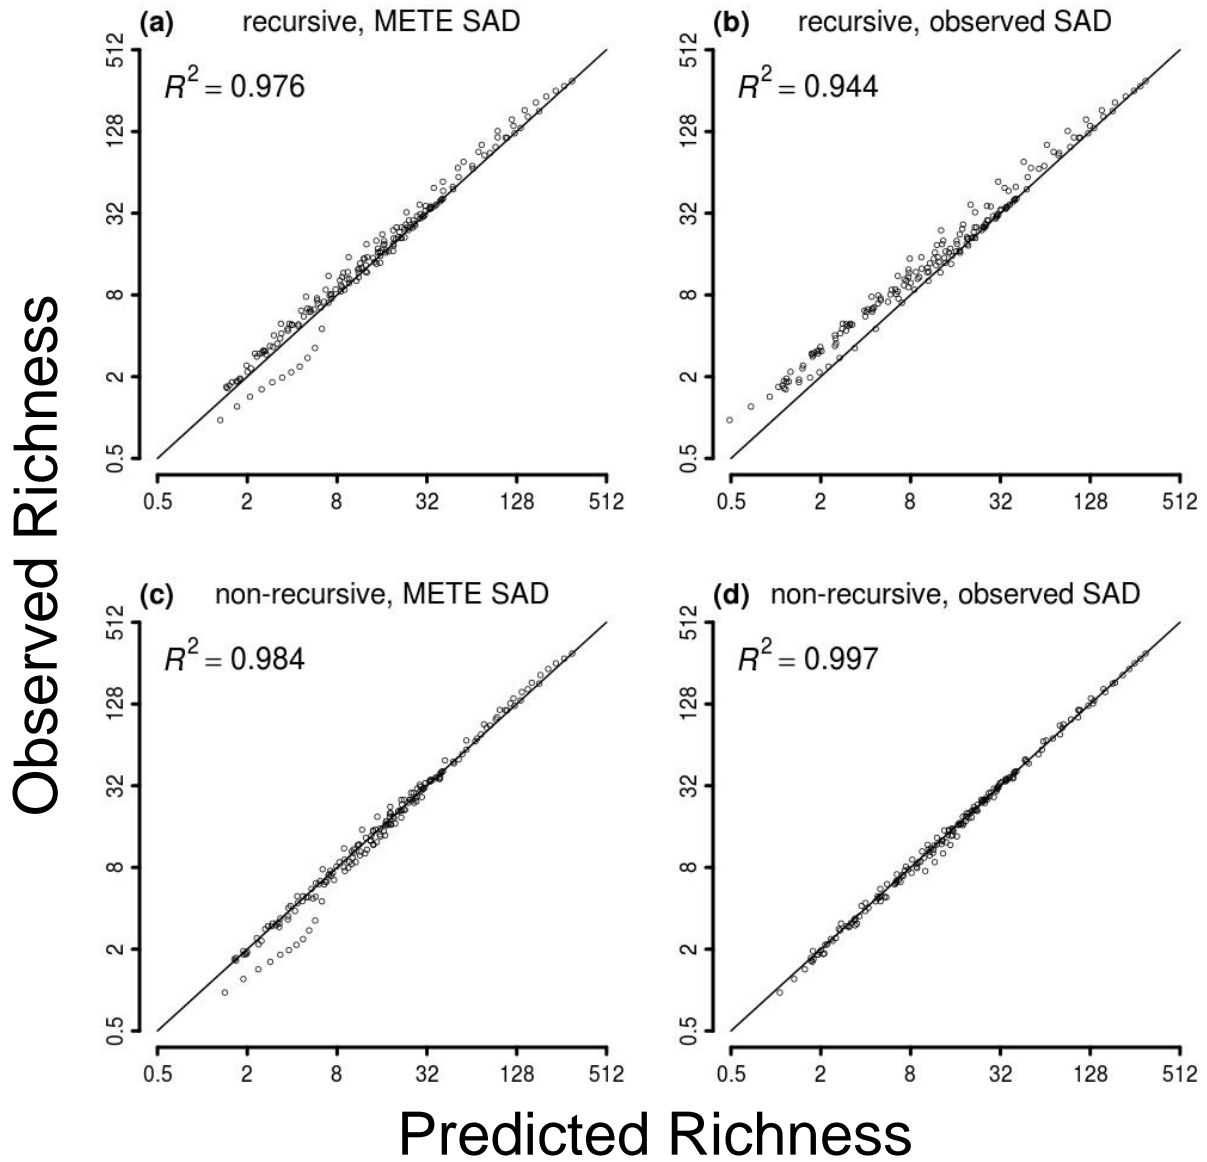 (a) recursive, METE SAD
R2 = 0.976
512
128
32
8
2
0.5
0.5 2 8 32 128 512
(b) recursive, observed SAD
R2 = 0.944
512
128
32
8
2
0.5
0.5 2 8 32 128 512
(c) non-recursive, METE SAD
R2 = 0.984
512
128
32
8
2
0.5
0.5 2 8 32 128 512
(d) non-recursive, observed SAD
R2 = 0.997
512
128
32
8
2
0.5
0.5 2 8 32 128 512
Observed Richness
Predicted Richness